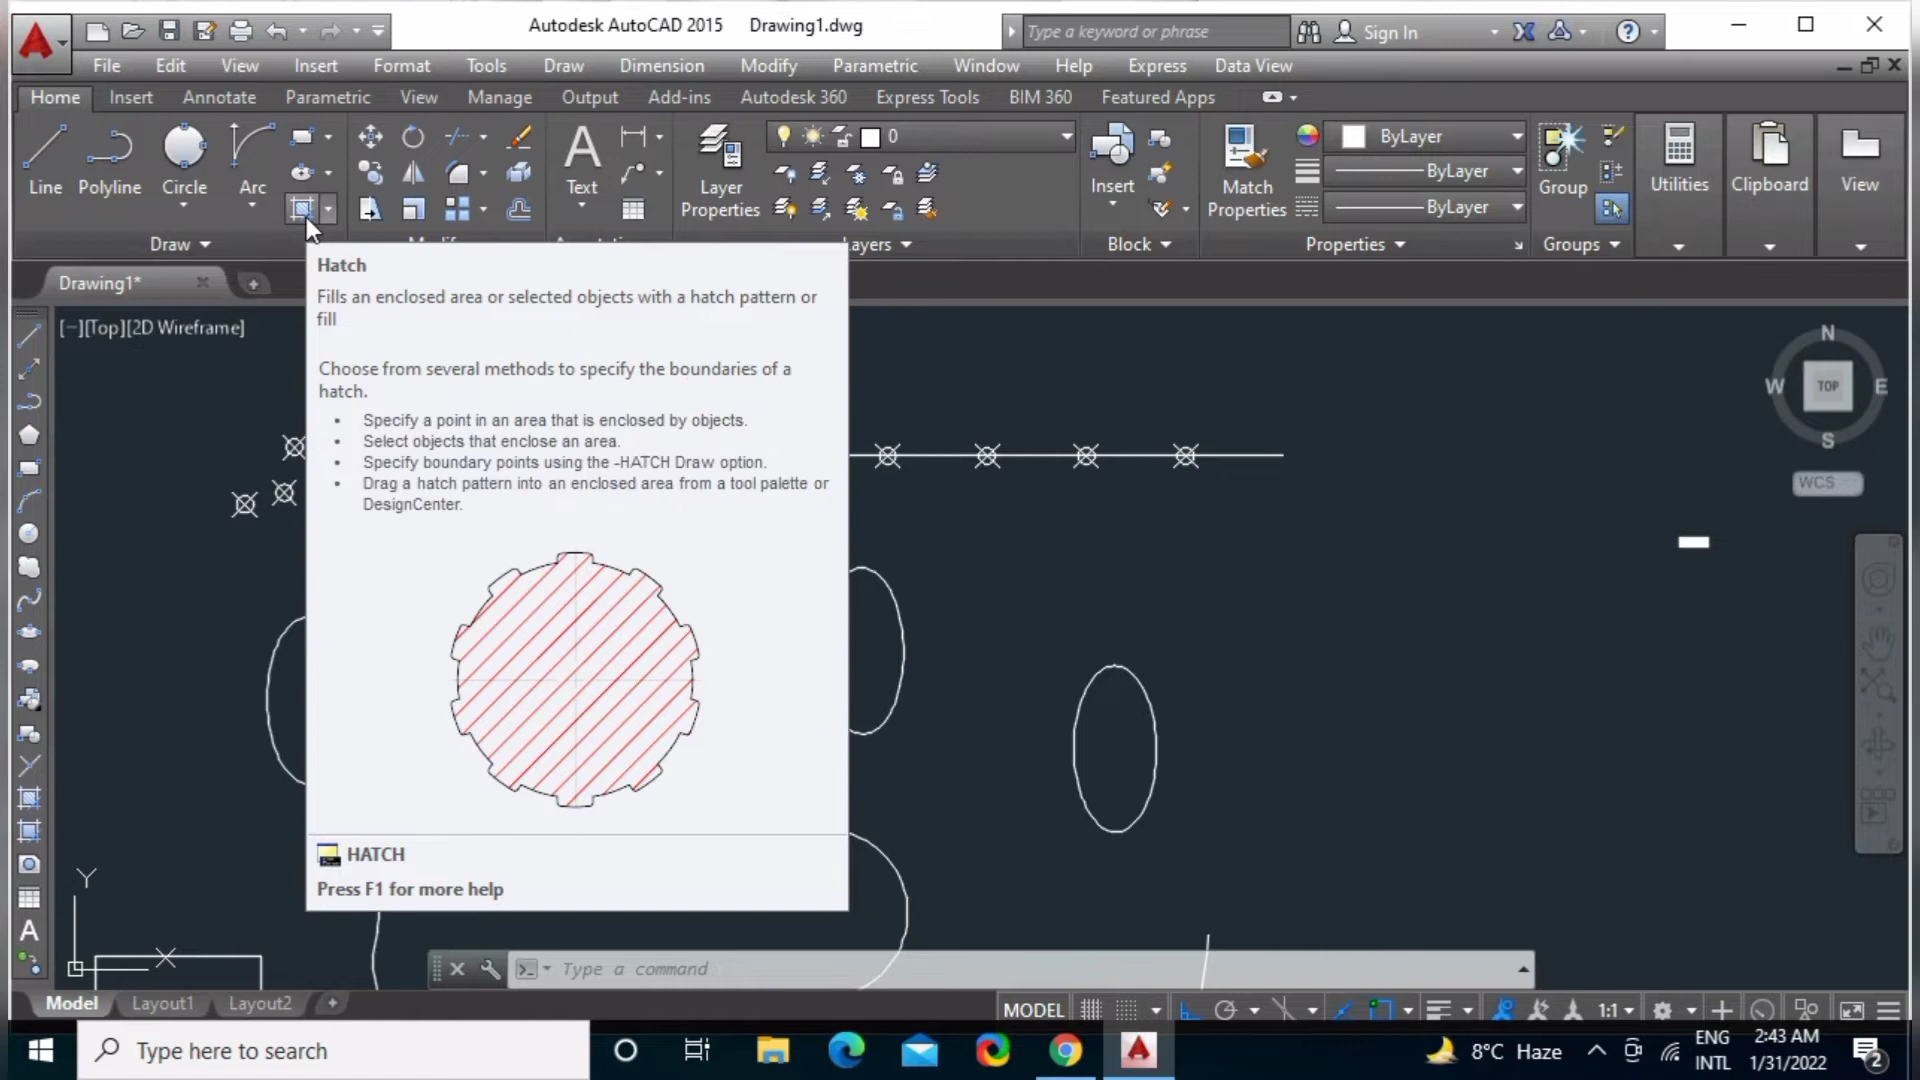 Autodesk AutoCAD 2015 Drawing1.dwg
Type a keyword or phrase
Sign In
File Edit View Insert Format Tools Draw Dimension Modify Parametric Window Help Express Data View
Home Insert Annotate Parametric View Manage Output Add-ins Autodesk 360 Express Tools BIM 360 Featured Apps
0
ByLayer
ByLayer
ByLayer
Line Polyline Circle Arc
Text
Layer
Properties
Insert
Match
Properties
Group
Utilities Clipboard View
Draw
Layers
Block
Properties
Groups
Drawing1*
[−][Top][2D Wireframe]
Hatch
Fills an enclosed area or selected objects with a hatch pattern or
fill
Choose from several methods to specify the boundaries of a
hatch.
• Specify a point in an area that is enclosed by objects.
• Select objects that enclose an area.
• Specify boundary points using the -HATCH Draw option.
• Drag a hatch pattern into an enclosed area from a tool palette or
DesignCenter.
HATCH
Press F1 for more help
N
W TOP E
S
WCS
Y
X
Type a command
Model Layout1 Layout2
MODEL
1:1
Type here to search
8°C Haze
ENG
INTL
2:43 AM
1/31/2022
2